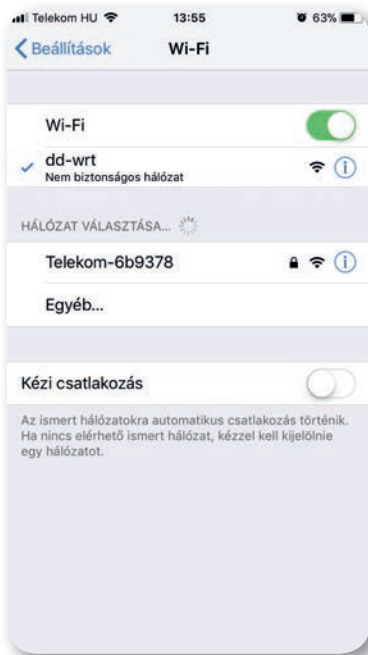 Telekom HU 13:55 63%
Beállítások Wi-Fi
Wi-Fi
dd-wrt
Nem biztonságos hálózat
HÁLÓZAT VÁLASZTÁSA...
Telekom-6b9378
Egyéb...
Kézi csatlakozás
Az ismert hálózatokra automatikus csatlakozás történik.
Ha nincs elérhető ismert hálózat, kézzel kell kijelölnie
egy hálózatot.